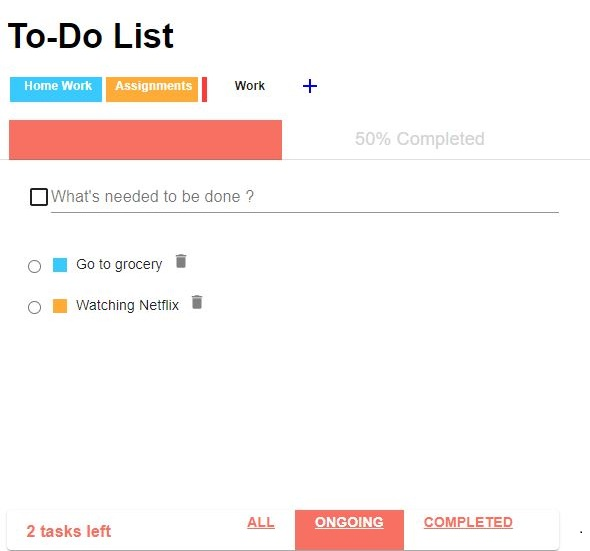 To-Do List
Home Work Assignments Work +
50% Completed
What's needed to be done ?
Go to grocery
Watching Netflix
2 tasks left ALL ONGOING COMPLETED .